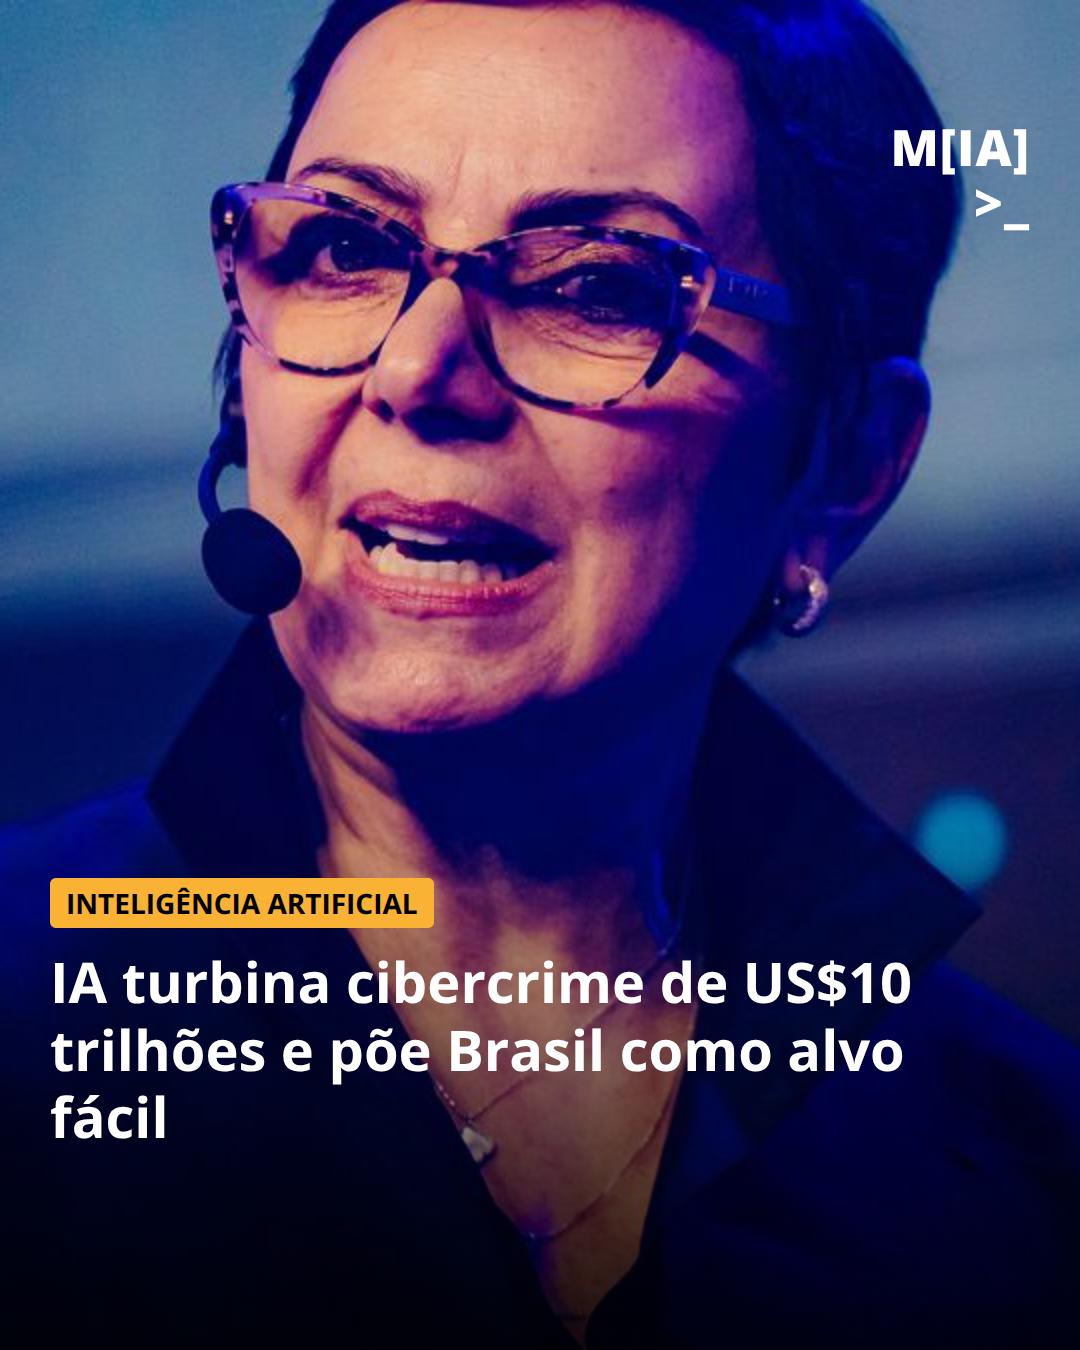 M[IA]
>_
INTELIGÊNCIA ARTIFICIAL
IA turbina cibercrime de US$10
trilhões e põe Brasil como alvo
fácil